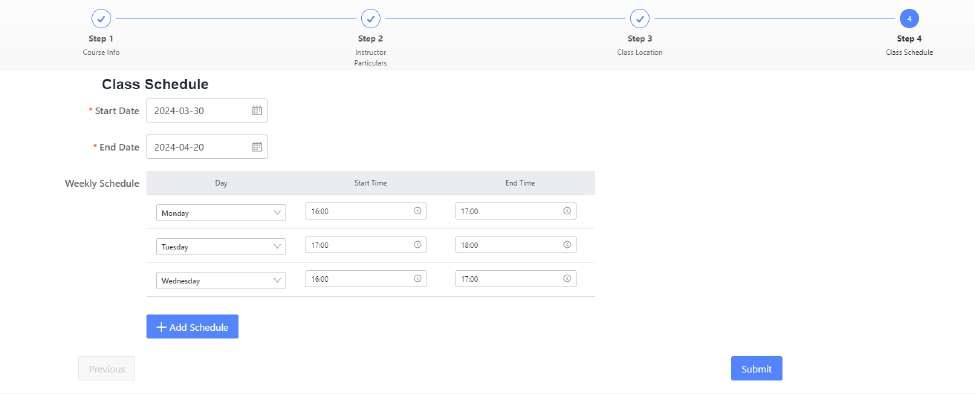 4
Step 1
Step 2
Step 3
Step 4
Course Info
Instructor
Particulars
Class Location
Class Schedule
Class Schedule
* Start Date 2024-03-30
* End Date 2024-04-20
Weekly Schedule Day Start Time End Time
Monday 16:00 17:00
Tuesday 17:00 18:00
Wednesday 16:00 17:00
+ Add Schedule
Previous Submit